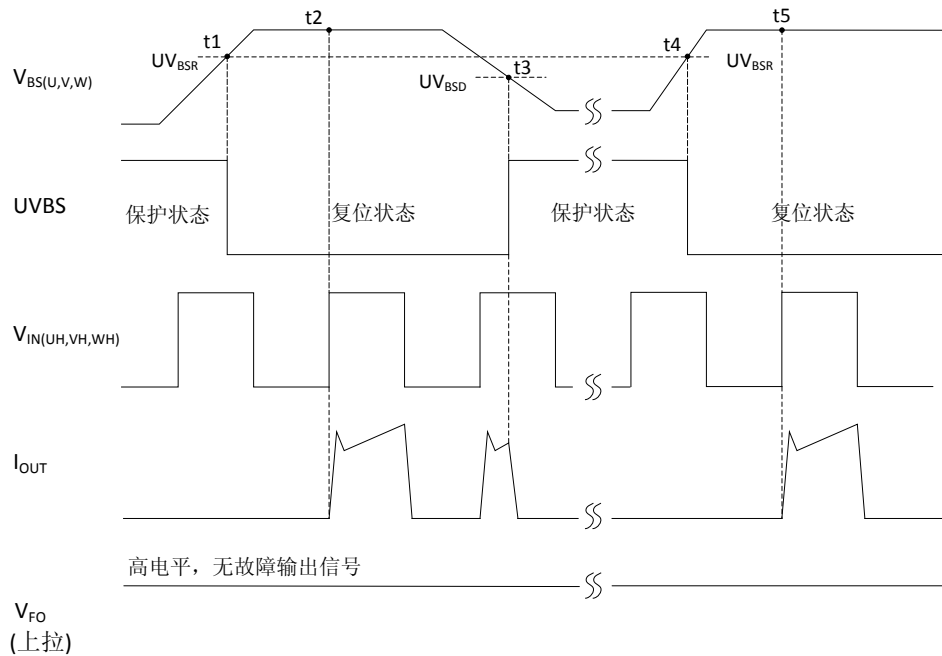 t1 t2 t3 t4 t5
V_BS(U,V,W) UV_BSR UV_BSD UV_BSR
UVBS 保护状态 复位状态 保护状态 复位状态
V_IN(UH,VH,WH)
I_OUT
高电平，无故障输出信号
V_FO
(上拉)